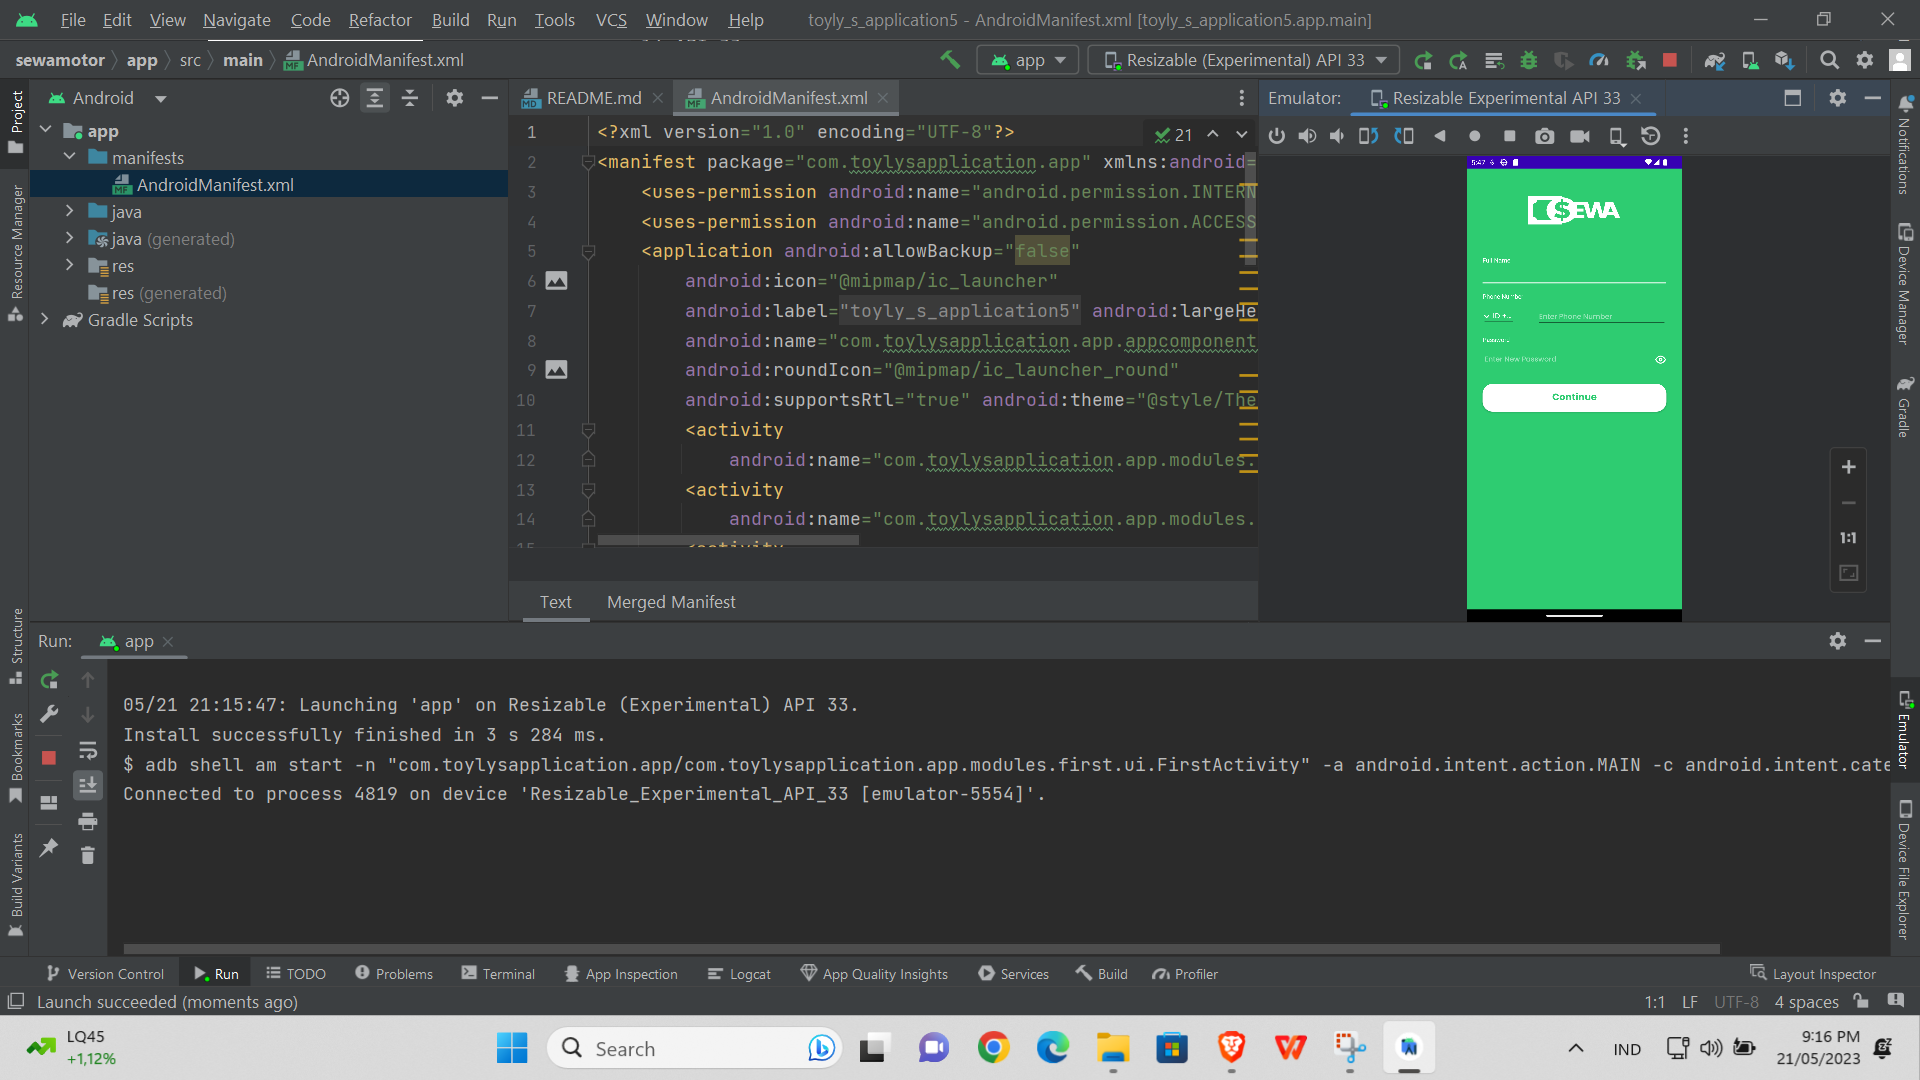 File Edit View Navigate Code Refactor Build Run Tools VCS Window Help toyly_s_application5 - AndroidManifest.xml [toyly_s_application5.app.main]
sewamotor app src main AndroidManifest.xml app Resizable (Experimental) API 33
Project
Android
README.md
AndroidManifest.xml
Emulator: Resizable Experimental API 33
app
manifests
AndroidManifest.xml
java
java (generated)
res
res (generated)
Gradle Scripts
21
1 <?xml version="1.0" encoding="UTF-8"?>
2 <manifest package="com.toylysapplication.app" xmlns:android=
3 <uses-permission android:name="android.permission.INTERN
4 <uses-permission android:name="android.permission.ACCESS
5 <application android:allowBackup="false"
6 android:icon="@mipmap/ic_launcher"
7 android:label="toyly_s_application5" android:largeHe
8 android:name="com.toylysapplication.app.appcomponent
9 android:roundIcon="@mipmap/ic_launcher_round"
10 android:supportsRtl="true" android:theme="@style/The
11 <activity
12 android:name="com.toylysapplication.app.modules.
13 <activity
14 android:name="com.toylysapplication.app.modules.
15 <activity
Text Merged Manifest
5:47
SEWA
Full Name
Phone Number
ID +...
Enter Phone Number
Password
Enter New Password
Continue
1:1
Resource Manager
Structure
Bookmarks
Build Variants
Notifications
Device Manager
Gradle
Emulator
Device File Explorer
Run: app
05/21 21:15:47: Launching 'app' on Resizable (Experimental) API 33.
Install successfully finished in 3 s 284 ms.
$ adb shell am start -n "com.toylysapplication.app/com.toylysapplication.app.modules.first.ui.FirstActivity" -a android.intent.action.MAIN -c android.intent.cate
Connected to process 4819 on device 'Resizable_Experimental_API_33 [emulator-5554]'.
Version Control Run TODO Problems Terminal App Inspection Logcat App Quality Insights Services Build Profiler Layout Inspector
Launch succeeded (moments ago) 1:1 LF UTF-8 4 spaces
LQ45
+1,12%
Search
IND
9:16 PM
21/05/2023